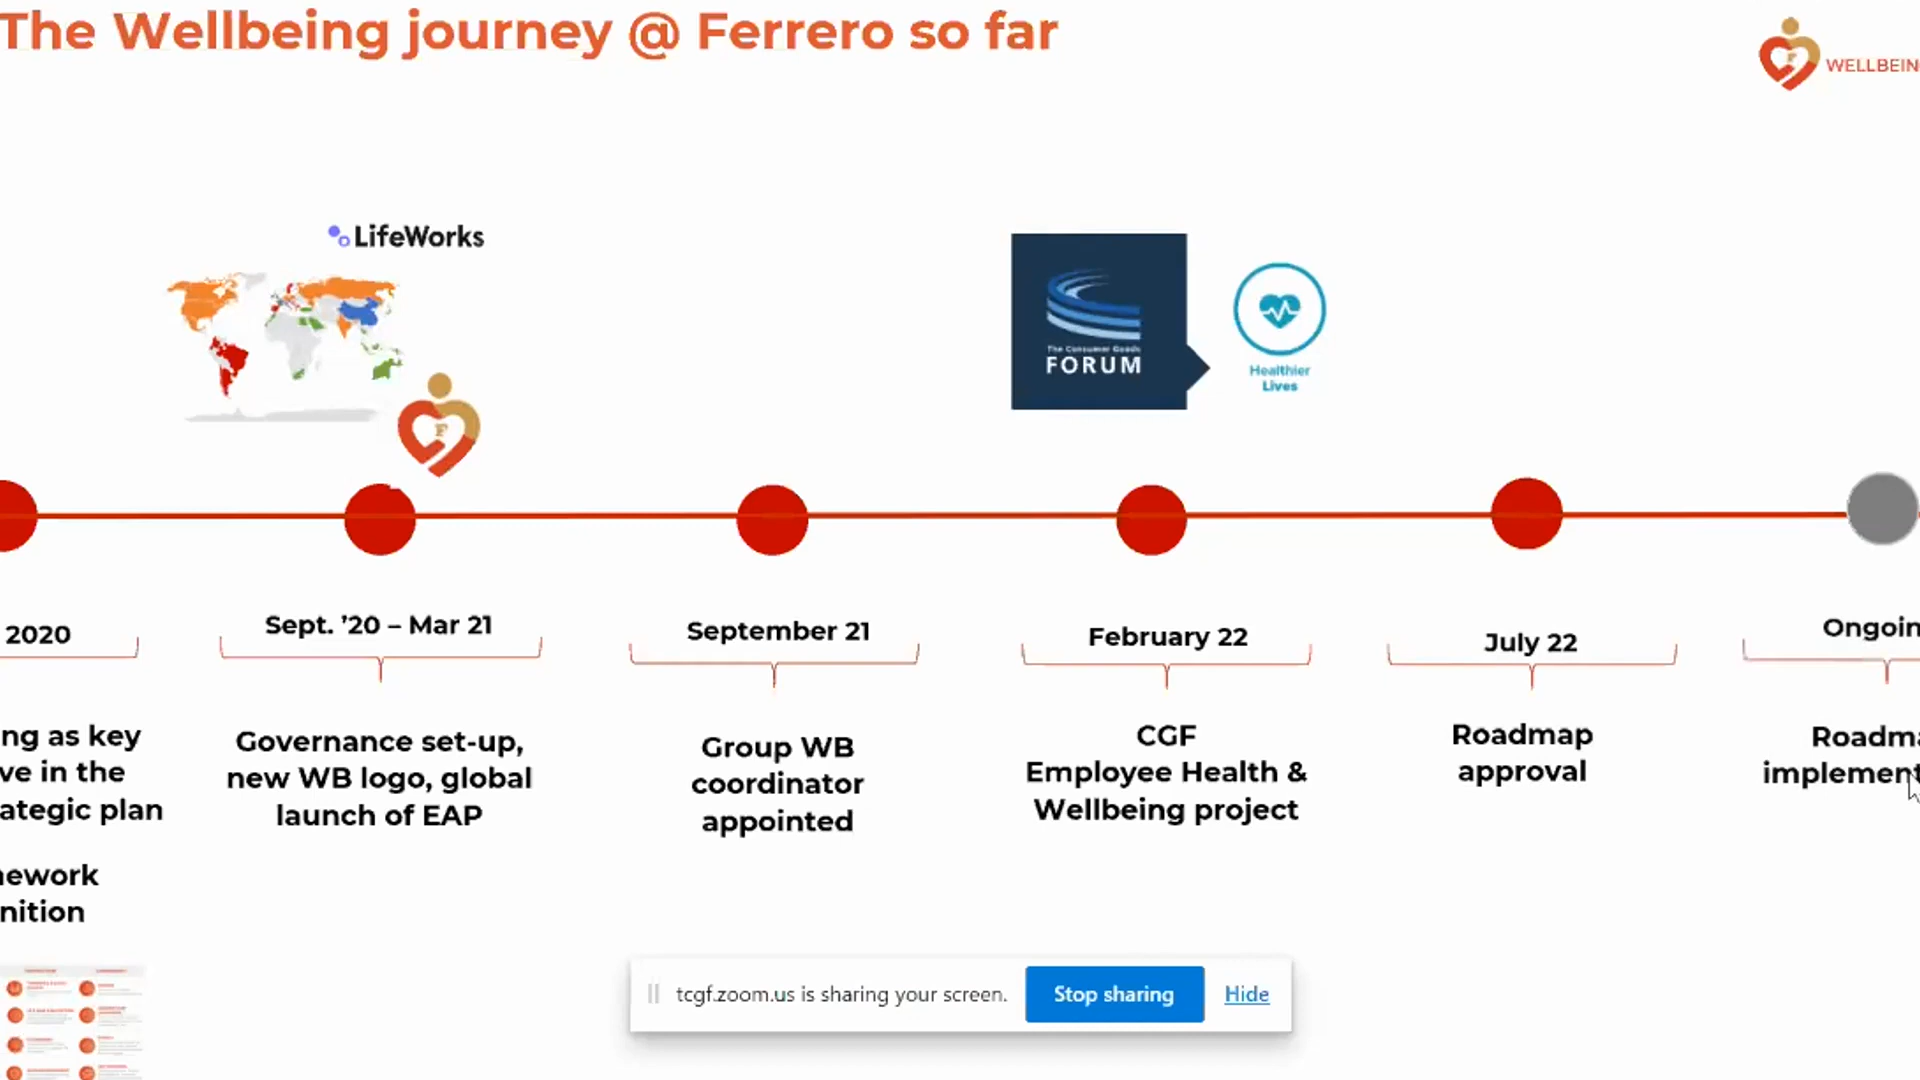 The Wellbeing journey @ Ferrero so far
WELLBEIN
LifeWorks
F
The Consumer Goods
FORUM
Healthier
Lives
2020
Sept. ’20 – Mar 21
September 21
February 22
July 22
Ongoin
ng as key
ve in the
ategic plan
Governance set-up,
new WB logo, global
launch of EAP
Group WB
coordinator
appointed
CGF
Employee Health &
Wellbeing project
Roadmap
approval
Roadma
implement
ework
nition
tcgf.zoom.us is sharing your screen.
Stop sharing
Hide